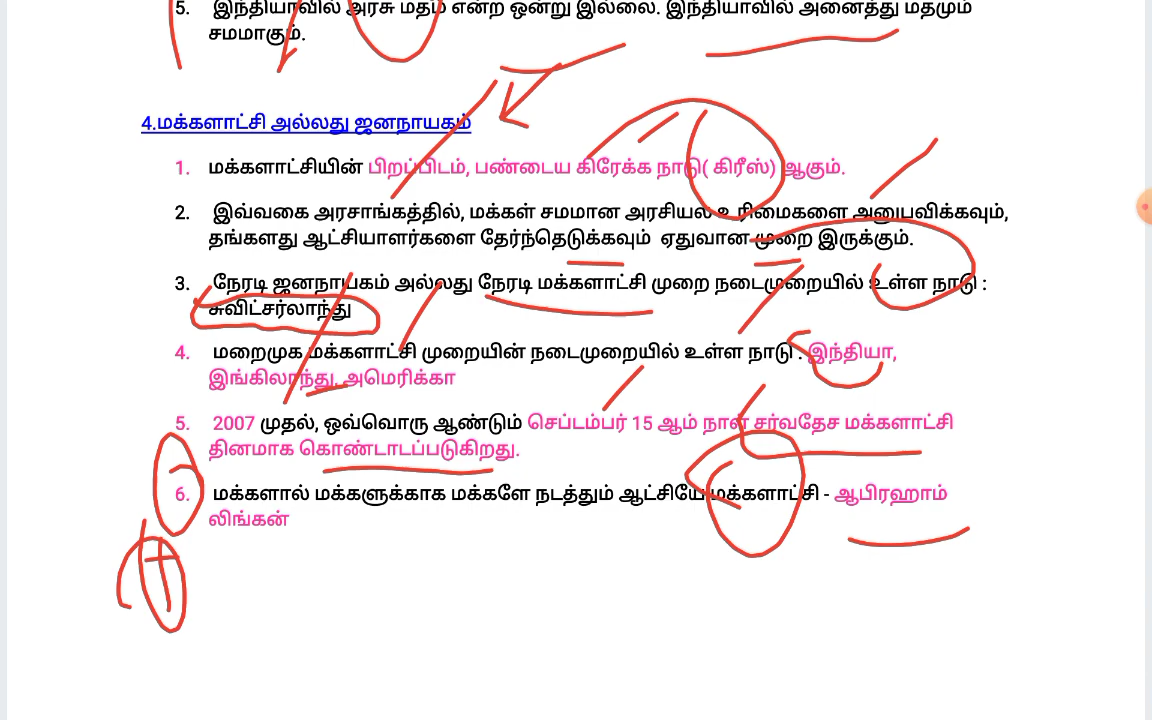 5. இந்தியாவில் அரசு மதம் என்ற ஒன்று இல்லை. இந்தியாவில் அனைத்து மதமும்
சமமாகும்.
4.மக்களாட்சி அல்லது ஜனநாயகம்
1. மக்களாட்சியின் பிறப்பிடம், பண்டைய கிரேக்க நாடு( கிரீஸ்) ஆகும்.
2. இவ்வகை அரசாங்கத்தில், மக்கள் சமமான அரசியல் உரிமைகளை அனுபவிக்கவும்,
தங்களது ஆட்சியாளர்களை தேர்ந்தெடுக்கவும் ஏதுவான முறை இருக்கும்.
3. நேரடி ஜனநாயகம் அல்லது நேரடி மக்களாட்சி முறை நடைமுறையில் உள்ள நாடு :
சுவிட்சர்லாந்து
4. மறைமுக மக்களாட்சி முறையின் நடைமுறையில் உள்ள நாடு : இந்தியா,
இங்கிலாந்து, அமெரிக்கா
5. 2007 முதல், ஒவ்வொரு ஆண்டும் செப்டம்பர் 15 ஆம் நாள் சர்வதேச மக்களாட்சி
தினமாக கொண்டாடப்படுகிறது.
6. மக்களால் மக்களுக்காக மக்களே நடத்தும் ஆட்சியே மக்களாட்சி - ஆபிரஹாம்
லிங்கன்